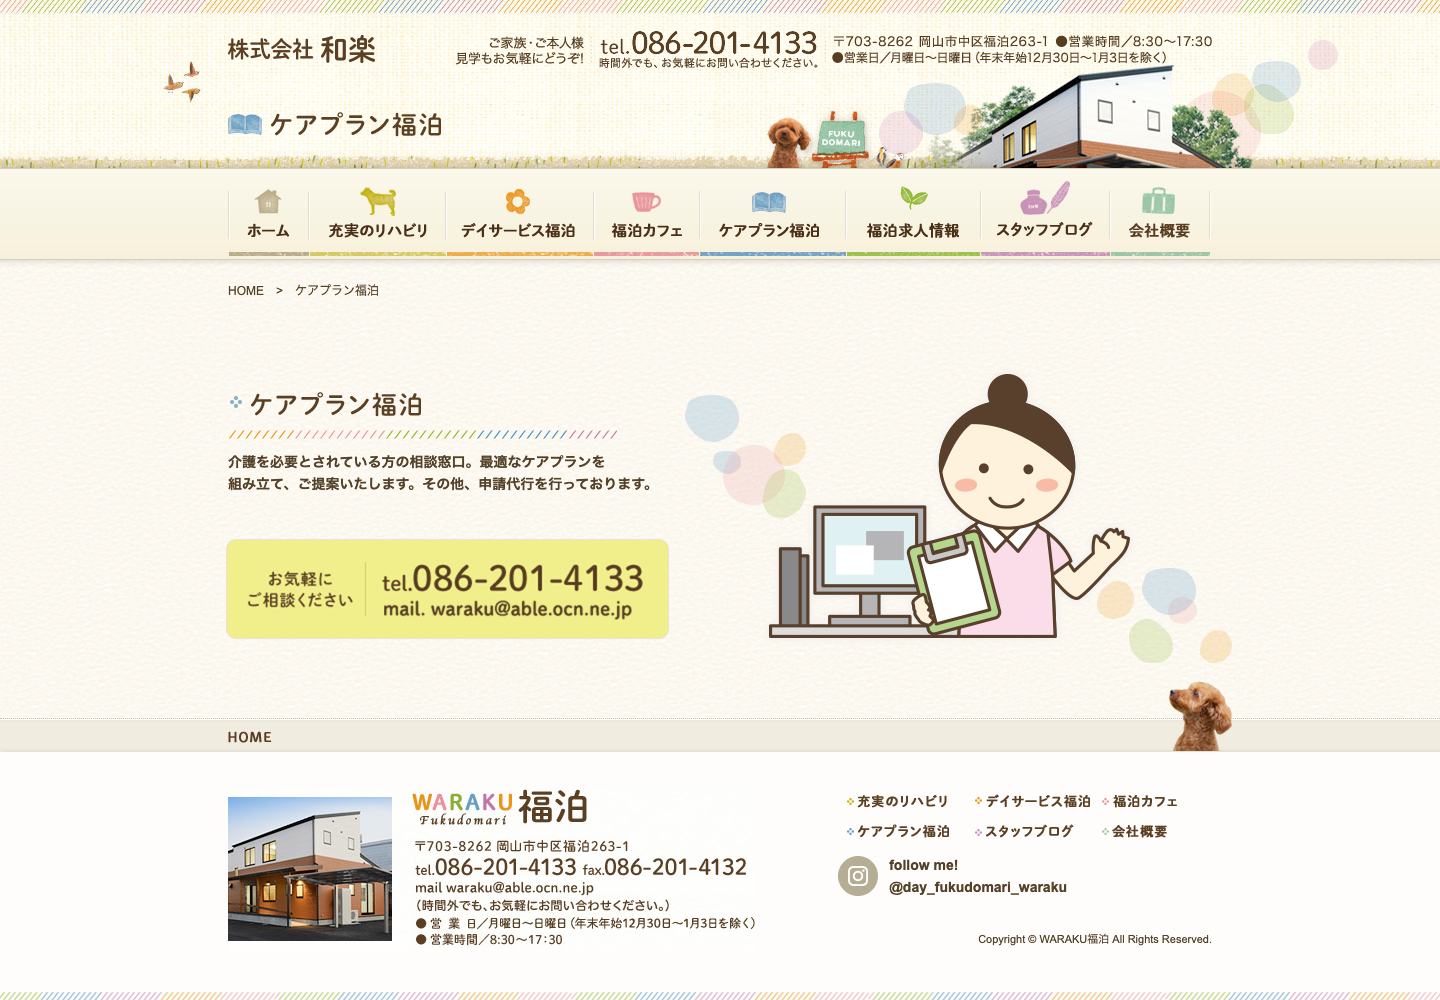 株式会社 和楽
ご家族・ご本人様
見学もお気軽にどうぞ!
tel.086-201-4133
時間外でも、お気軽にお問い合わせください。
〒703-8262 岡山市中区福泊263-1 ●営業時間／8:30〜17:30
●営業日／月曜日〜日曜日（年末年始12月30日〜1月3日を除く）
ケアプラン福泊
FUKU
DOMARI
ホーム
充実のリハビリ
デイサービス福泊
福泊カフェ
ケアプラン福泊
福泊求人情報
スタッフブログ
会社概要
HOME > ケアプラン福泊
ケアプラン福泊
介護を必要とされている方の相談窓口。最適なケアプランを
組み立て、ご提案いたします。その他、申請代行を行っております。
お気軽に
ご相談ください
tel.086-201-4133
mail. waraku@able.ocn.ne.jp
HOME
WARAKU 福泊
Fukudomari
〒703-8262 岡山市中区福泊263-1
tel.086-201-4133 fax.086-201-4132
mail waraku@able.ocn.ne.jp
（時間外でも、お気軽にお問い合わせください。）
● 営 業 日／月曜日〜日曜日（年末年始12月30日〜1月3日を除く）
● 営業時間／8:30〜17:30
充実のリハビリ
デイサービス福泊
福泊カフェ
ケアプラン福泊
スタッフブログ
会社概要
follow me!
@day_fukudomari_waraku
Copyright © WARAKU福泊 All Rights Reserved.